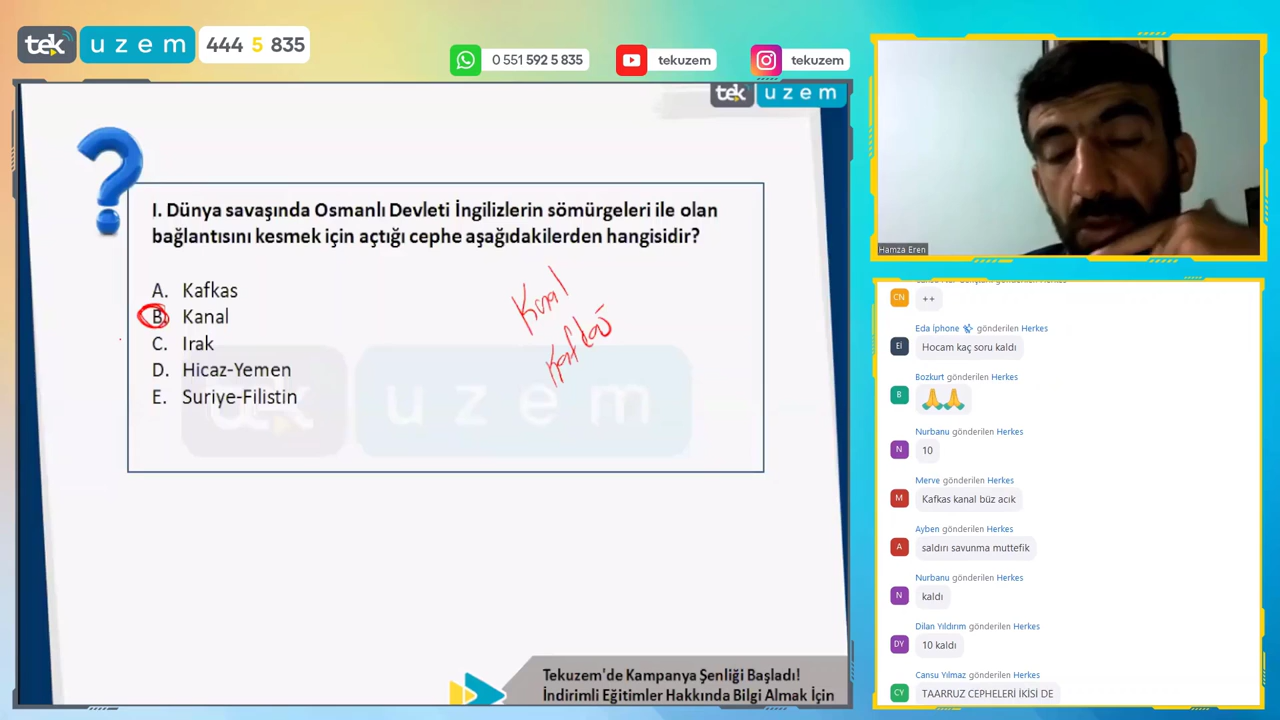 tek uzem 444 5 835
0 551 592 5 835
tekuzem
tekuzem
tek uzem
I. Dünya savaşında Osmanlı Devleti İngilizlerin sömürgeleri ile olan
bağlantısını kesmek için açtığı cephe aşağıdakilerden hangisidir?
A. Kafkas
B. Kanal
C. Irak
D. Hicaz-Yemen
E. Suriye-Filistin
uzem
Tekuzem'de Kampanya Şenliği Başladı!
İndirimli Eğitimler Hakkında Bilgi Almak İçin
Hamza Eren
CN
++
Eda İphone gönderilen Herkes
Eİ Hocam kaç soru kaldı
Bozkurt gönderilen Herkes
B 🙏🙏
Nurbanu gönderilen Herkes
N 10
Merve gönderilen Herkes
M Kafkas kanal büz acık
Ayben gönderilen Herkes
A saldırı savunma muttefik
Nurbanu gönderilen Herkes
N kaldı
Dilan Yıldırım gönderilen Herkes
DY 10 kaldı
Cansu Yılmaz gönderilen Herkes
CY TAARRUZ CEPHELERİ İKİSİ DE